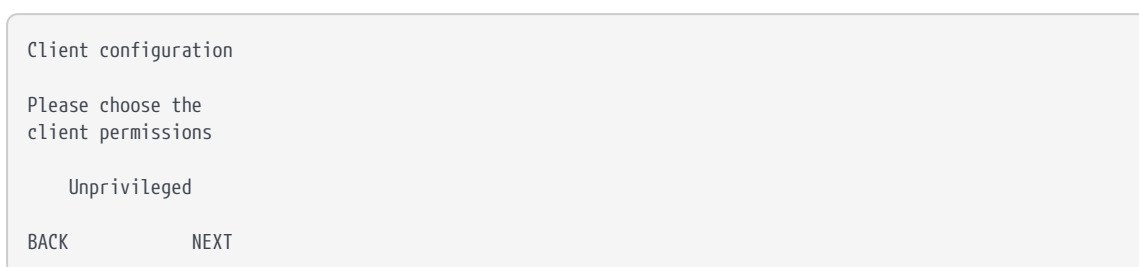 Client configuration
Please choose the
client permissions
Unprivileged
BACK NEXT